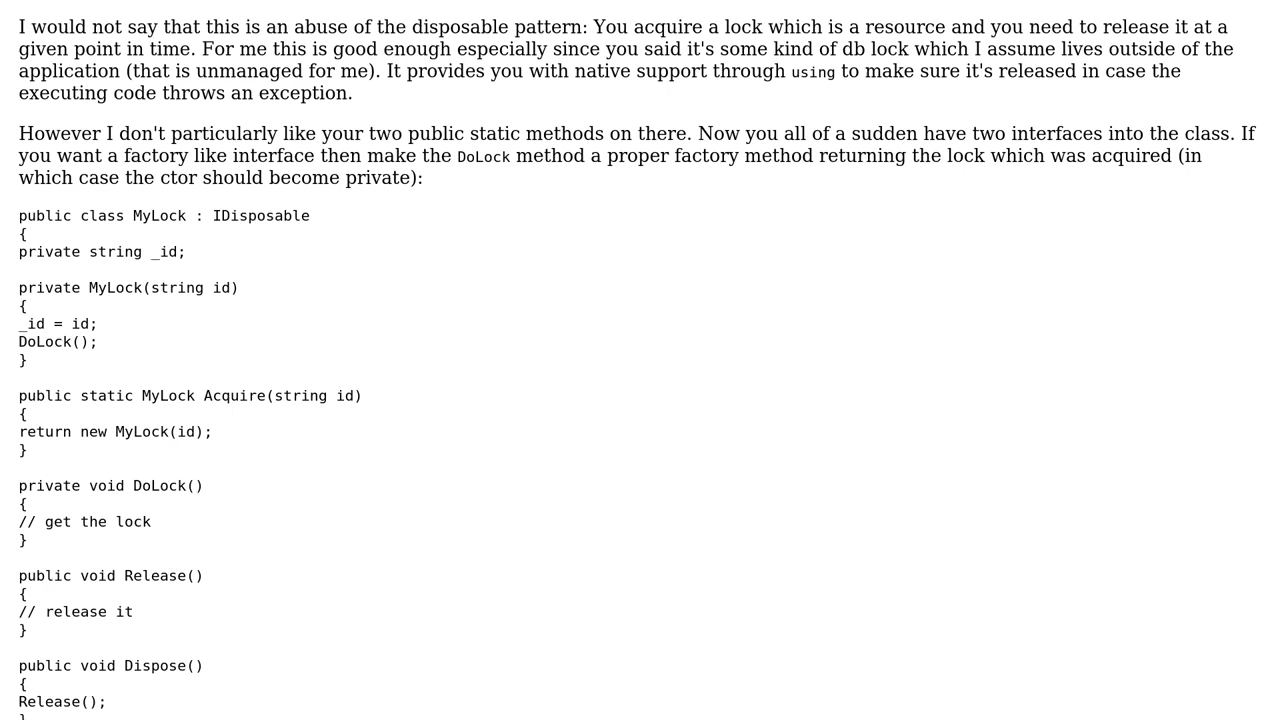 I would not say that this is an abuse of the disposable pattern: You acquire a lock which is a resource and you need to release it at a
given point in time. For me this is good enough especially since you said it's some kind of db lock which I assume lives outside of the
application (that is unmanaged for me). It provides you with native support through using to make sure it's released in case the
executing code throws an exception.
However I don't particularly like your two public static methods on there. Now you all of a sudden have two interfaces into the class. If
you want a factory like interface then make the DoLock method a proper factory method returning the lock which was acquired (in
which case the ctor should become private):
public class MyLock : IDisposable
{
private string _id;
private MyLock(string id)
{
_id = id;
DoLock();
}
public static MyLock Acquire(string id)
{
return new MyLock(id);
}
private void DoLock()
{
// get the lock
}
public void Release()
{
// release it
}
public void Dispose()
{
Release();
}